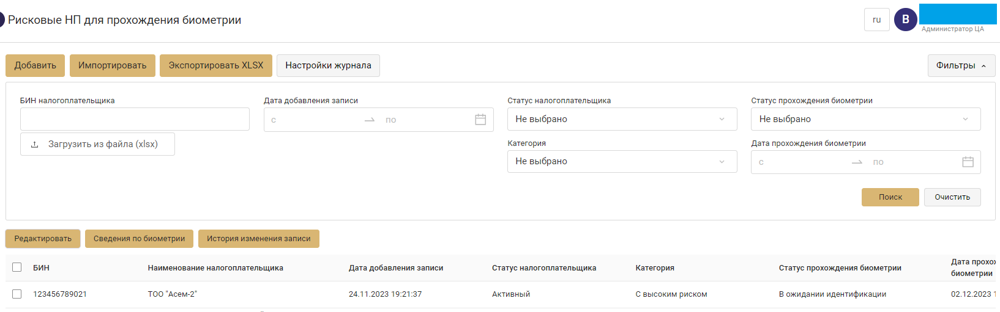 Рисковые НП для прохождения биометрии
ru
В
Администратор ЦА
Добавить
Импортировать
Экспортировать XLSX
Настройки журнала
Фильтры
БИН налогоплательщика
Дата добавления записи
Статус налогоплательщика
Статус прохождения биометрии
с
по
Не выбрано
Не выбрано
Загрузить из файла (xlsx)
Категория
Дата прохождения биометрии
Не выбрано
с
по
Поиск
Очистить
Редактировать
Сведения по биометрии
История изменения записи
БИН
Наименование налогоплательщика
Дата добавления записи
Статус налогоплательщика
Категория
Статус прохождения биометрии
Дата прохо
биометрии
123456789021
ТОО "Асем-2"
24.11.2023 19:21:37
Активный
С высоким риском
В ожидании идентификации
02.12.2023 1